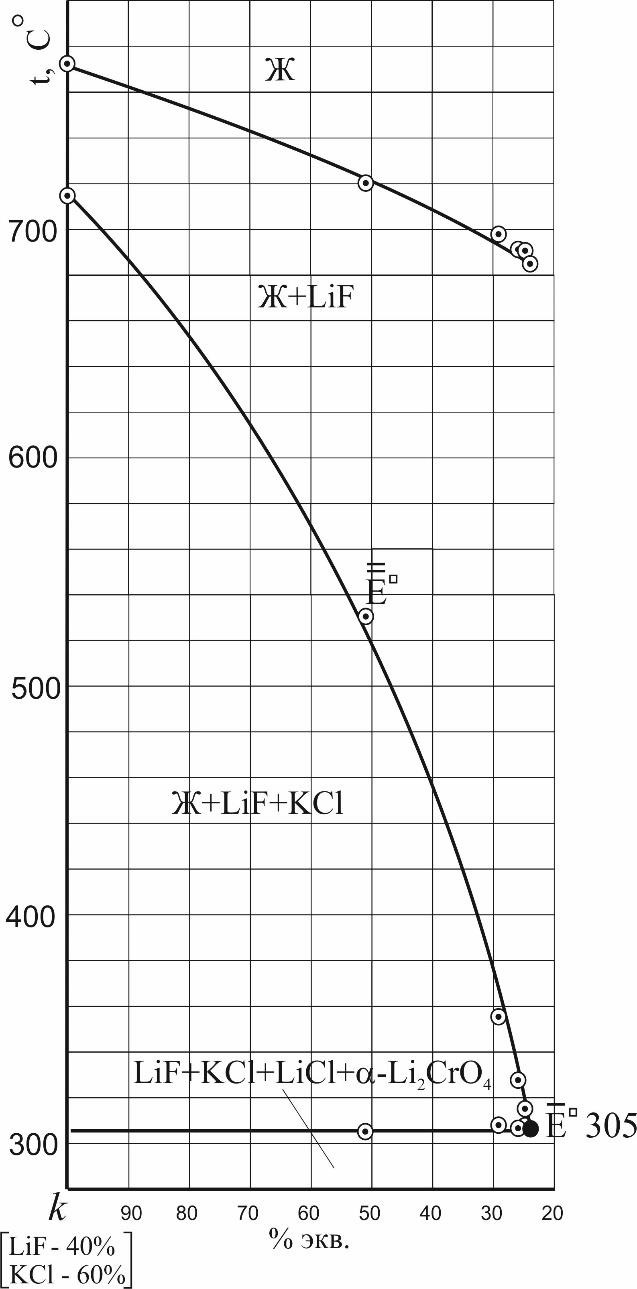 t, C°
Ж
700
Ж+LiF
600
E°
500
Ж+LiF+KCl
400
LiF+KCl+LiCl+α-Li₂CrO₄
E° 305
300
k 90 80 70 60 50 40 30 20
% экв.
LiF - 40%
KCl - 60%